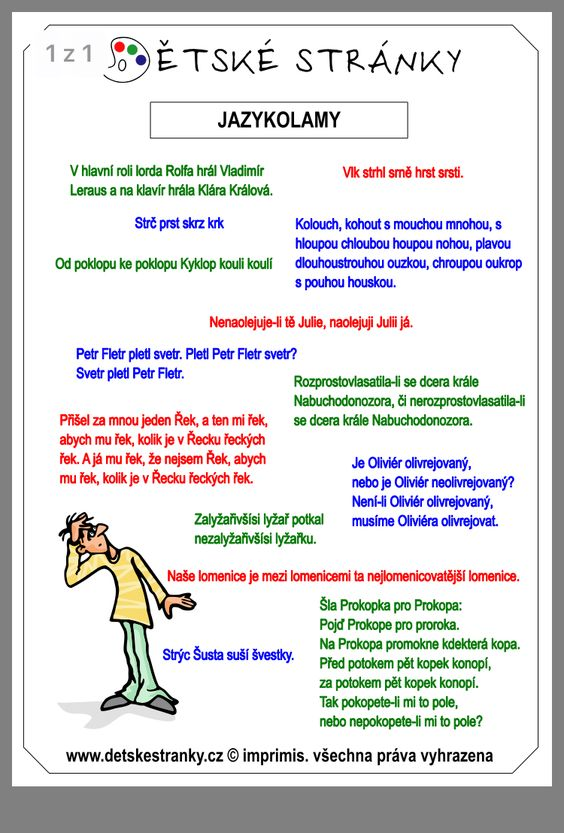 1 z 1
DĚTSKÉ STRÁNKY
JAZYKOLAMY
V hlavní roli lorda Rolfa hrál Vladimír
Leraus a na klavír hrála Klára Králová.
Vlk strhl srně hrst srsti.
Strč prst skrz krk
Kolouch, kohout s mouchou mnohou, s
hloupou chloubou houpou nohou, plavou
dlouhoustrouhou ouzkou, chroupou oukrop
s pouhou houskou.
Od poklopu ke poklopu Kyklop kouli koulí
Nenaolejuje-li tě Julie, naolejuji Julii já.
Petr Fletr pletl svetr. Pletl Petr Fletr svetr?
Svetr pletl Petr Fletr.
Rozprostovlasatila-li se dcera krále
Nabuchodonozora, či nerozprostovlasatila-li
se dcera krále Nabuchodonozora.
Přišel za mnou jeden Řek, a ten mi řek,
abych mu řek, kolik je v Řecku řeckých
řek. A já mu řek, že nejsem Řek, abych
mu řek, kolik je v Řecku řeckých řek.
Je Oliviér olivrejovaný,
nebo je Oliviér neolivrejovaný?
Není-li Oliviér olivrejovaný,
musíme Oliviéra olivrejovat.
Zalyžařivšísi lyžař potkal
nezalyžařivšísi lyžařku.
Naše lomenice je mezi lomenicemi ta nejlomenicovatější lomenice.
Šla Prokopka pro Prokopa:
Pojď Prokope pro proroka.
Na Prokopa promokne kdekterá kopa.
Před potokem pět kopek konopí,
za potokem pět kopek konopí.
Tak pokopete-li mi to pole,
nebo nepokopete-li mi to pole?
Strýc Šusta suší švestky.
www.detskestranky.cz © imprimis. všechna práva vyhrazena